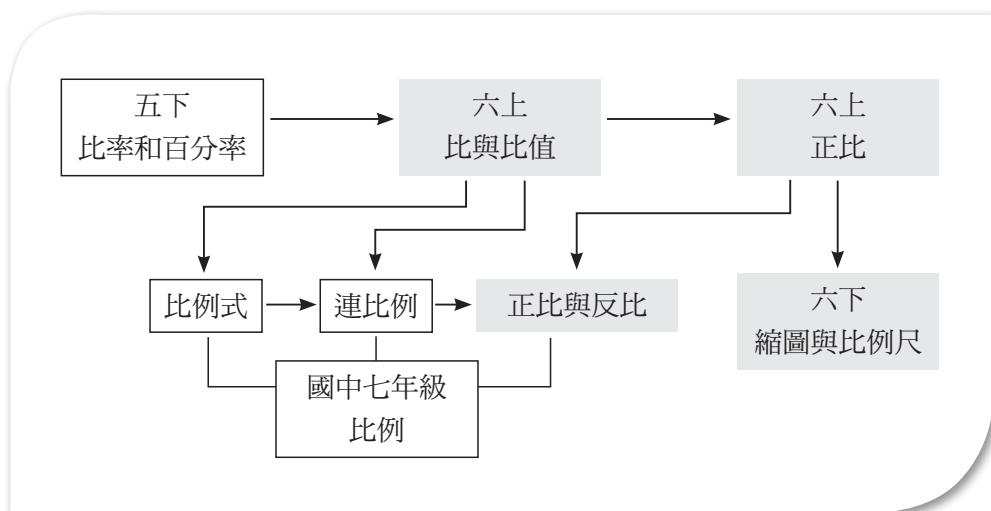 五下
比率和百分率
六上
比與比值
六上
正比
比例式
連比例
正比與反比
六下
縮圖與比例尺
國中七年級
比例